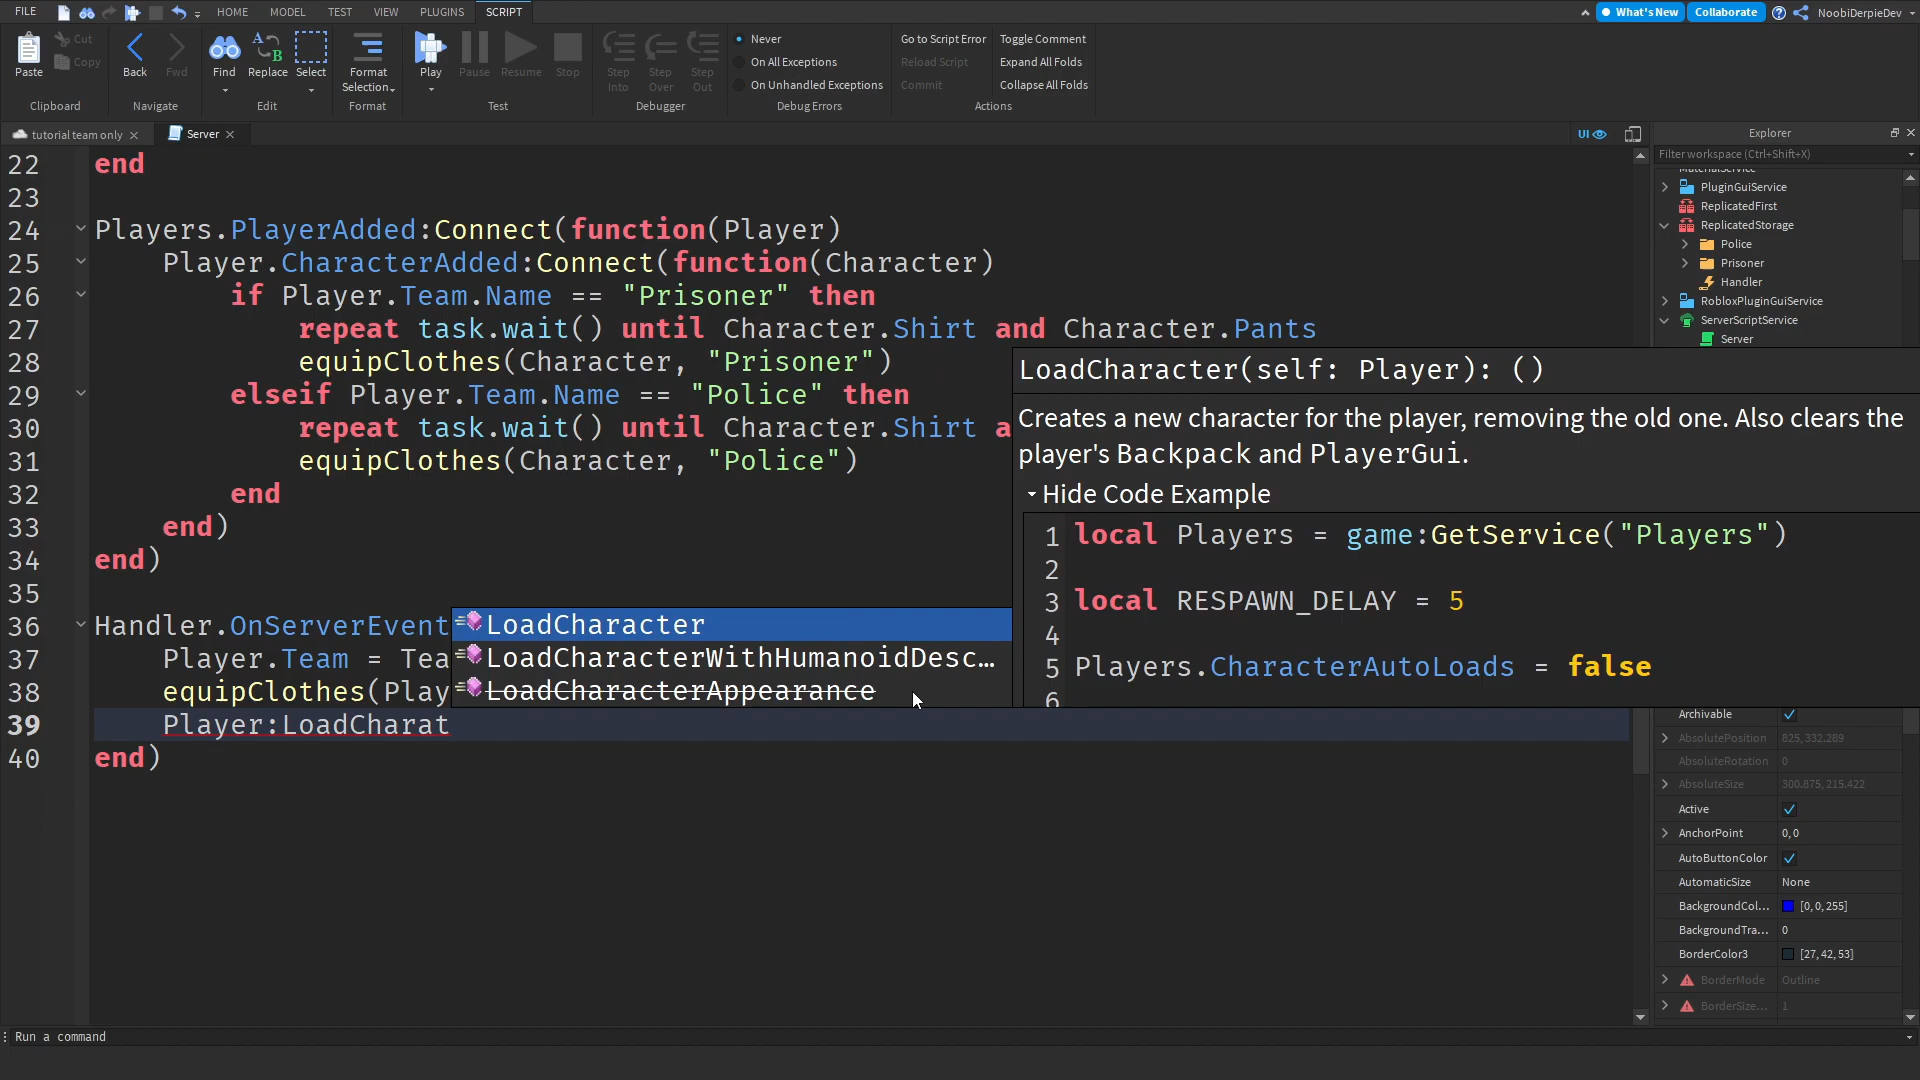 FILE
HOME
MODEL
TEST
VIEW
PLUGINS
SCRIPT
What's New
Collaborate
NoobiDerpieDev
Paste
Cut
Copy
Clipboard
Back
Fwd
Navigate
Find
Replace
Select
Edit
Format
Selection
Format
Play
Pause
Resume
Stop
Test
Step
Into
Step
Over
Step
Out
Debugger
Never
On All Exceptions
On Unhandled Exceptions
Debug Errors
Go to Script Error
Reload Script
Commit
Toggle Comment
Expand All Folds
Collapse All Folds
Actions
tutorial team only
Server
UI
22 end
23
24 Players.PlayerAdded:Connect(function(Player)
25 Player.CharacterAdded:Connect(function(Character)
26 if Player.Team.Name == "Prisoner" then
27 repeat task.wait() until Character.Shirt and Character.Pants
28 equipClothes(Character, "Prisoner")
29 elseif Player.Team.Name == "Police" then
30 repeat task.wait() until Character.Shirt a
31 equipClothes(Character, "Police")
32 end
33 end)
34 end)
35
36 Handler.OnServerEvent
37 Player.Team = Tea
38 equipClothes(Play
39 Player:LoadCharat
40 end)
LoadCharacter
LoadCharacterWithHumanoidDesc...
LoadCharacterAppearance
LoadCharacter(self: Player): ()
Creates a new character for the player, removing the old one. Also clears the
player's Backpack and PlayerGui.
Hide Code Example
1 local Players = game:GetService("Players")
2
3 local RESPAWN_DELAY = 5
4
5 Players.CharacterAutoLoads = false
6
Explorer
Filter workspace (Ctrl+Shift+X)
MaterialService
PluginGuiService
ReplicatedFirst
ReplicatedStorage
Police
Prisoner
Handler
RobloxPluginGuiService
ServerScriptService
Server
Archivable
AbsolutePosition 825, 332.289
AbsoluteRotation 0
AbsoluteSize 300.875, 215.422
Active
AnchorPoint 0, 0
AutoButtonColor
AutomaticSize None
BackgroundCol... [0, 0, 255]
BackgroundTra... 0
BorderColor3 [27, 42, 53]
BorderMode Outline
BorderSize... 1
Run a command